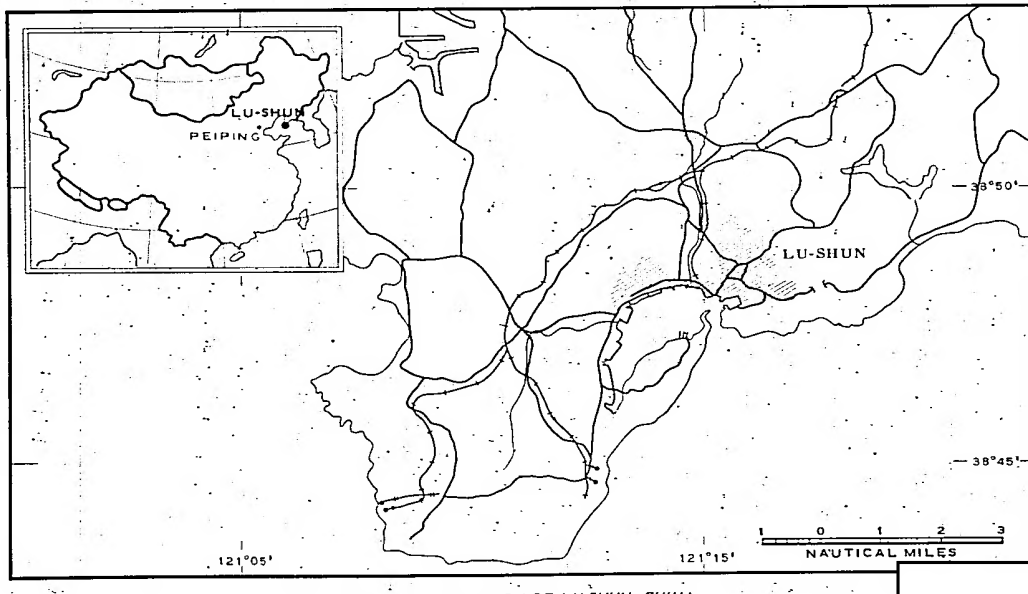 LU-SHUN
PEIPING
38°50'
LU-SHUN
38°45'
1 0 1 2 3
NAUTICAL MILES
121°05'
121°15'